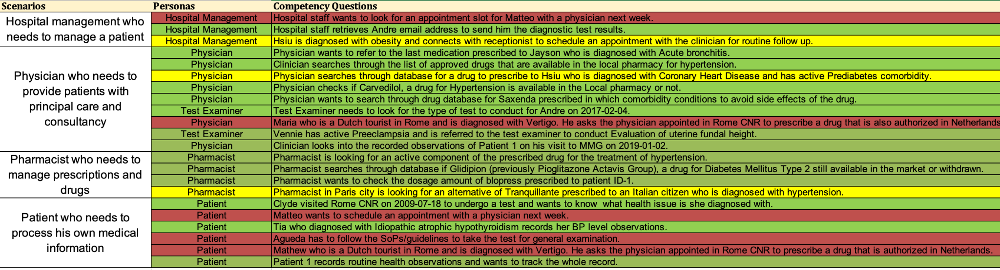 Scenarios Personas Competency Questions
Hospital management who needs to manage a patient
Hospital Management Hospital staff wants to look for an appointment slot for Matteo with a physician next week.
Hospital Management Hospital staff retrieves Andre email address to send him the diagnostic test results.
Hospital Management Hsiu is diagnosed with obesity and connects with receptionist to schedule an appointment with the clinician for routine follow up.
Physician who needs to provide patients with principal care and consultancy
Physician Physician wants to refer to the last medication prescribed to Jayson who is diagnosed with Acute bronchitis.
Physician Clinician searches through the list of approved drugs that are available in the local pharmacy for hypertension.
Physician Physician searches through database for a drug to prescribe to Hsiu who is diagnosed with Coronary Heart Disease and has active Prediabetes comorbidity.
Physician Physician checks if Carvedilol, a drug for Hypertension is available in the Local pharmacy or not.
Physician Physician wants to search through drug database for Saxenda prescribed in which comorbidity conditions to avoid side effects of the drug.
Test Examiner Test Examiner needs to look for the type of test to conduct for Andre on 2017-02-04.
Physician Maria who is a Dutch tourist in Rome and is diagnosed with Vertigo. He asks the physician appointed in Rome CNR to prescribe a drug that is also authorized in Netherlands
Test Examiner Vennie has active Preeclampsia and is referred to the test examiner to conduct Evaluation of uterine fundal height.
Physician Clinician looks into the recorded observations of Patient 1 on his visit to MMG on 2019-01-02.
Pharmacist who needs to manage prescriptions and drugs
Pharmacist Pharmacist is looking for an active component of the prescribed drug for the treatment of hypertension.
Pharmacist Pharmacist searches through database if Glidipion (previously Pioglitazone Actavis Group), a drug for Diabetes Mellitus Type 2 still available in the market or withdrawn.
Pharmacist Pharmacist wants to check the dosage amount of blopress prescribed to patient ID-1.
Pharmacist Pharmacist in Paris city is looking for an alternative of Tranquillante prescribed to an Italian citizen who is diagnosed with hypertension.
Patient who needs to process his own medical information
Patient Clyde visited Rome CNR on 2009-07-18 to undergo a test and wants to know what health issue is she diagnosed with.
Patient Matteo wants to schedule an appointment with a physician next week.
Patient Tia who diagnosed with Idiopathic atrophic hypothyroidism records her BP level observations.
Patient Agueda has to follow the SoPs/guidelines to take the test for general examination.
Patient Mathew who is a Dutch tourist in Rome and is diagnosed with Vertigo. He asks the physician appointed in Rome CNR to prescribe a drug that is authorized in Netherlands.
Patient Patient 1 records routine health observations and wants to track the whole record.